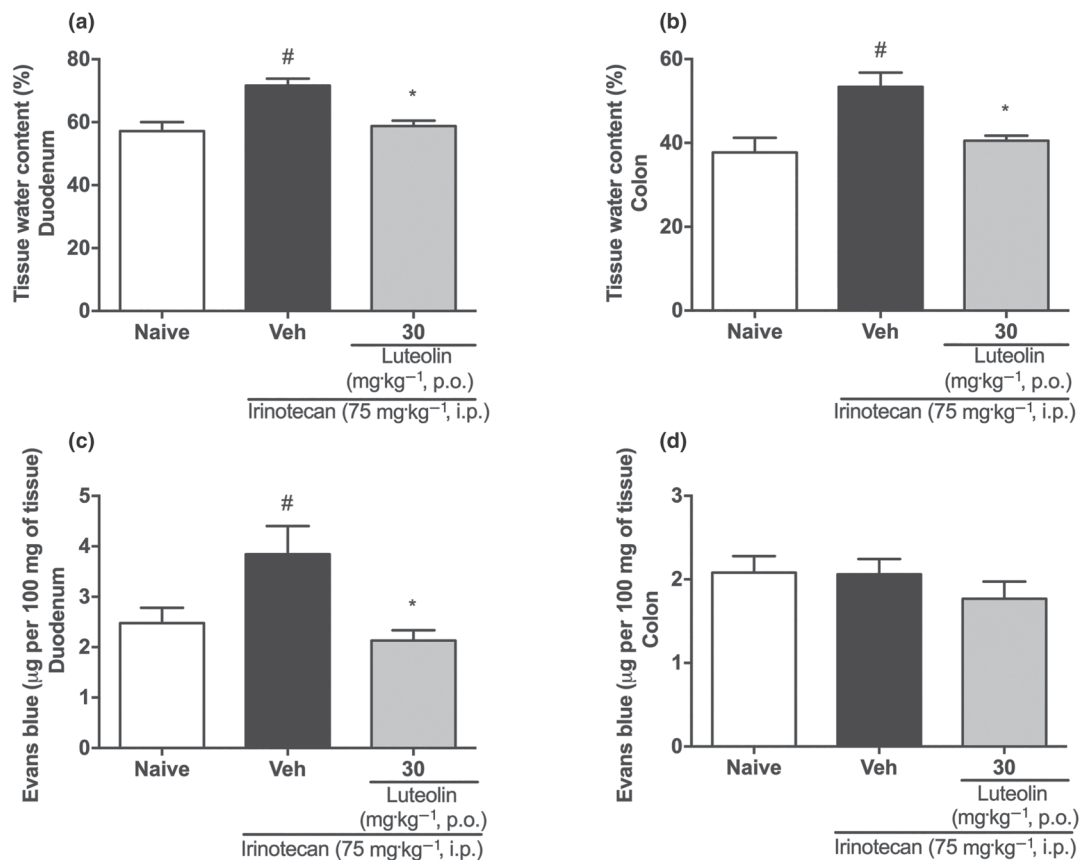 (a)
Tissue water content (%)
Duodenum
80
60
40
20
0
#
*
Naive
Veh
30
Luteolin
(mg·kg⁻¹, p.o.)
Irinotecan (75 mg·kg⁻¹, i.p.)
(b)
Tissue water content (%)
Colon
60
40
20
0
#
*
Naive
Veh
30
Luteolin
(mg·kg⁻¹, p.o.)
Irinotecan (75 mg·kg⁻¹, i.p.)
(c)
Evans blue (µg per 100 mg of tissue)
Duodenum
5
4
3
2
1
0
#
*
Naive
Veh
30
Luteolin
(mg·kg⁻¹, p.o.)
Irinotecan (75 mg·kg⁻¹, i.p.)
(d)
Evans blue (µg per 100 mg of tissue)
Colon
3
2
1
0
Naive
Veh
30
Luteolin
(mg·kg⁻¹, p.o.)
Irinotecan (75 mg·kg⁻¹, i.p.)